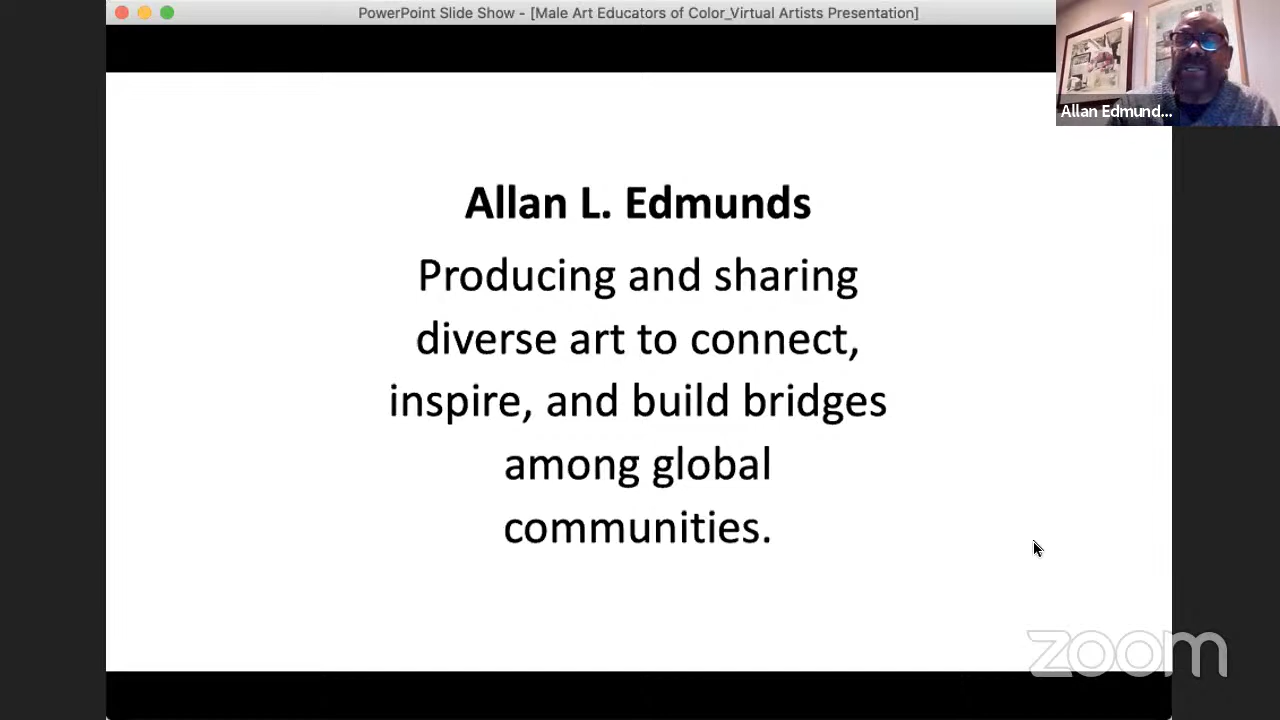 PowerPoint Slide Show - [Male Art Educators of Color_Virtual Artists Presentation]
Allan Edmund...
Allan L. Edmunds
Producing and sharing
diverse art to connect,
inspire, and build bridges
among global
communities.
zoom